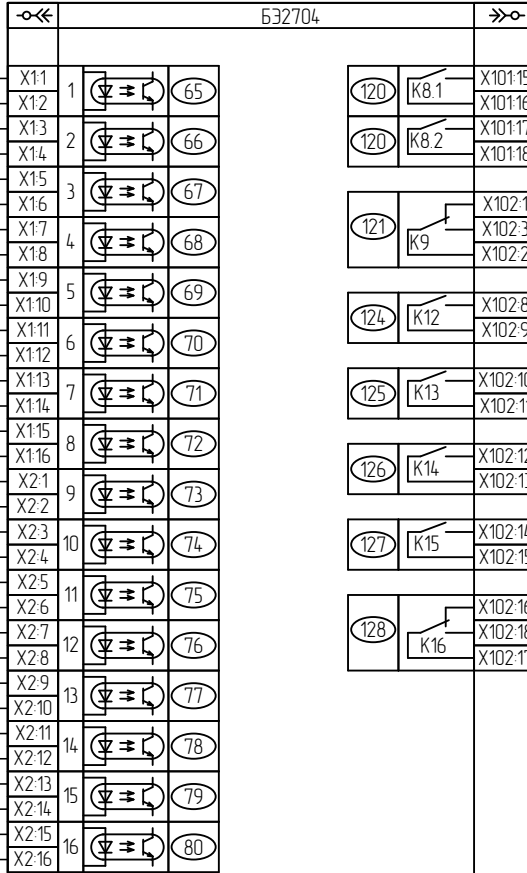 БЭ2704
X1:1
1
65
120
K8.1
X101:15
X1:2
X101:16
X1:3
2
66
120
K8.2
X101:17
X1:4
X101:18
X1:5
3
67
X1:6
121
K9
X102:1
X1:7
4
68
X102:3
X1:8
X102:2
X1:9
5
69
124
K12
X102:8
X1:10
X102:9
X1:11
6
70
X1:12
X1:13
7
71
125
K13
X102:10
X1:14
X102:11
X1:15
8
72
X1:16
126
K14
X102:12
X2:1
9
73
X102:13
X2:2
X2:3
10
74
127
K15
X102:14
X2:4
X102:15
X2:5
11
75
X2:6
128
K16
X102:16
X2:7
12
76
X102:18
X2:8
X102:17
X2:9
13
77
X2:10
X2:11
14
78
X2:12
X2:13
15
79
X2:14
X2:15
16
80
X2:16